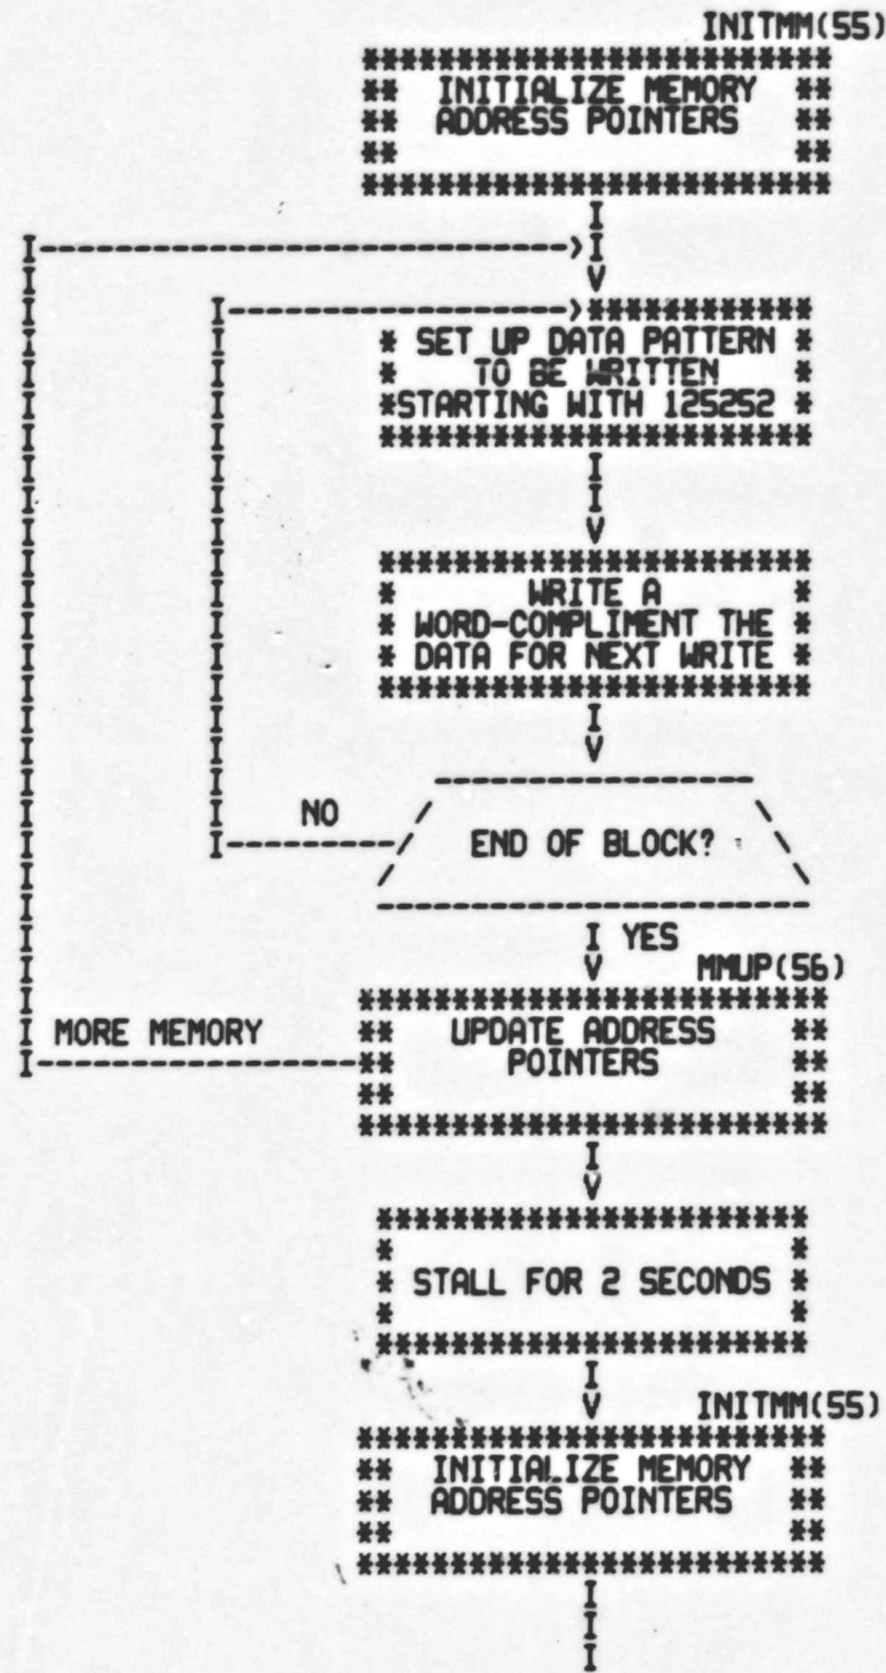 INITMM(55)
INITIALIZE MEMORY
ADDRESS POINTERS
SET UP DATA PATTERN
TO BE WRITTEN
STARTING WITH 125252
WRITE A
WORD-COMPLIMENT THE
DATA FOR NEXT WRITE
NO
END OF BLOCK?
YES
MMUP(56)
MORE MEMORY
UPDATE ADDRESS
POINTERS
STALL FOR 2 SECONDS
INITMM(55)
INITIALIZE MEMORY
ADDRESS POINTERS